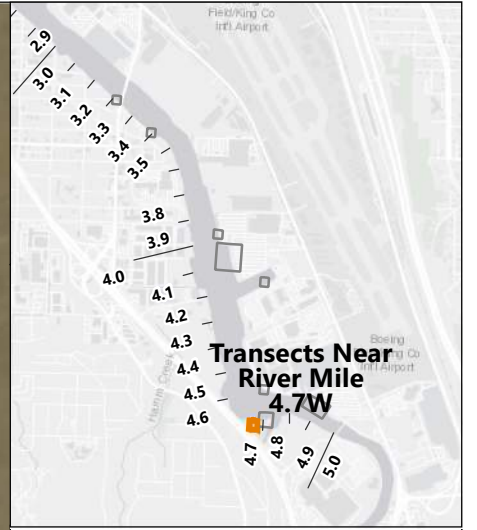 Field/King Co
Int'l Airport
2.9
3.0
3.1
3.2
3.3
3.4
3.5
3.8
3.9
4.0
4.1
4.2
4.3
4.4
4.5
4.6
Hamm Creek
Boeing
Int'l Airport
Transects Near
River Mile
4.7W
4.7
4.8
4.9
5.0